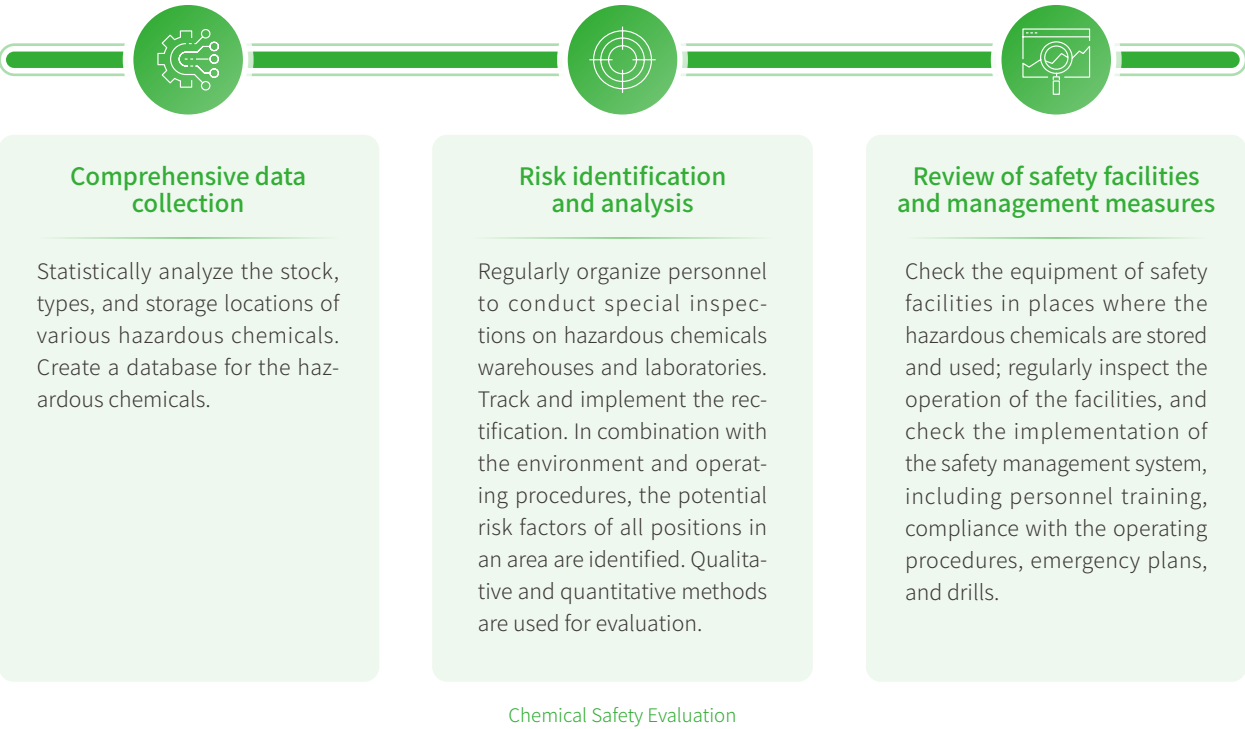 Comprehensive data
collection
Statistically analyze the stock,
types, and storage locations of
various hazardous chemicals.
Create a database for the haz-
ardous chemicals.
Risk identification
and analysis
Regularly organize personnel
to conduct special inspec-
tions on hazardous chemicals
warehouses and laboratories.
Track and implement the rec-
tification. In combination with
the environment and operat-
ing procedures, the potential
risk factors of all positions in
an area are identified. Qualita-
tive and quantitative methods
are used for evaluation.
Review of safety facilities
and management measures
Check the equipment of safety
facilities in places where the
hazardous chemicals are stored
and used; regularly inspect the
operation of the facilities, and
check the implementation of
the safety management system,
including personnel training,
compliance with the operating
procedures, emergency plans,
and drills.
Chemical Safety Evaluation